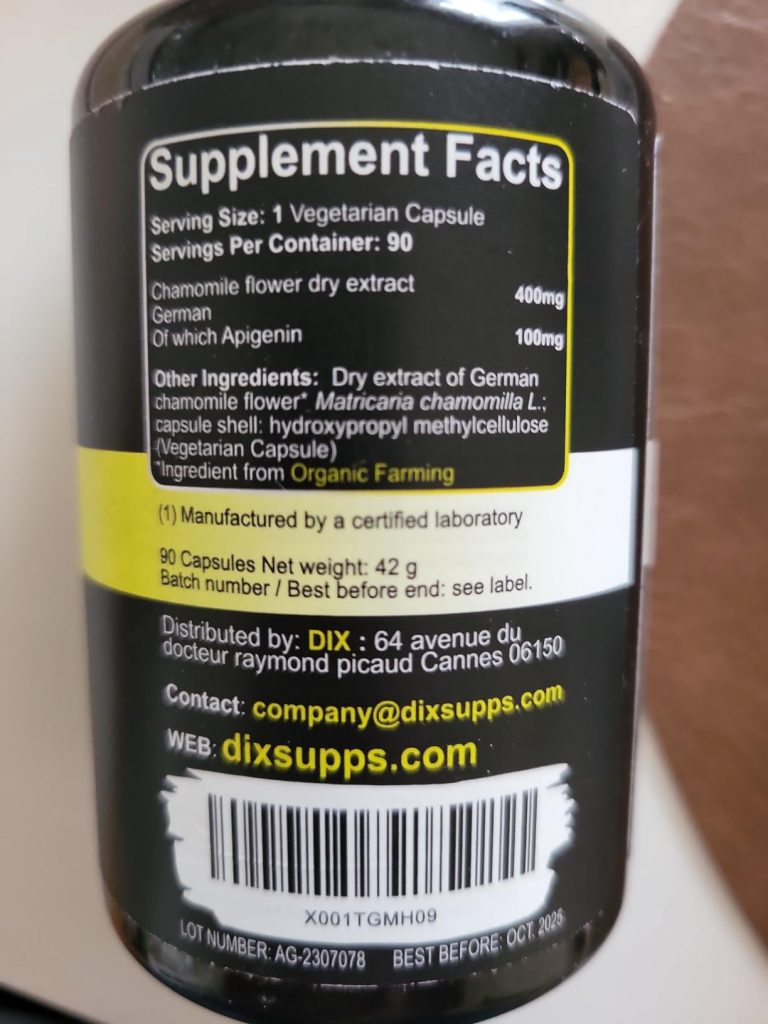 Supplement Facts
Serving Size: 1 Vegetarian Capsule
Servings Per Container: 90
Chamomile flower dry extract 400mg
German
Of which Apigenin 100mg
Other Ingredients: Dry extract of German
chamomile flower* Matricaria chamomilla L.;
capsule shell: hydroxypropyl methylcellulose
(Vegetarian Capsule)
*Ingredient from Organic Farming
(1) Manufactured by a certified laboratory
90 Capsules Net weight: 42 g
Batch number / Best before end: see label.
Distributed by: DIX : 64 avenue du
docteur raymond picaud Cannes 06150
Contact: company@dixsupps.com
WEB: dixsupps.com
X001TGMH09
LOT NUMBER: AG-2307078 BEST BEFORE: OCT. 2025